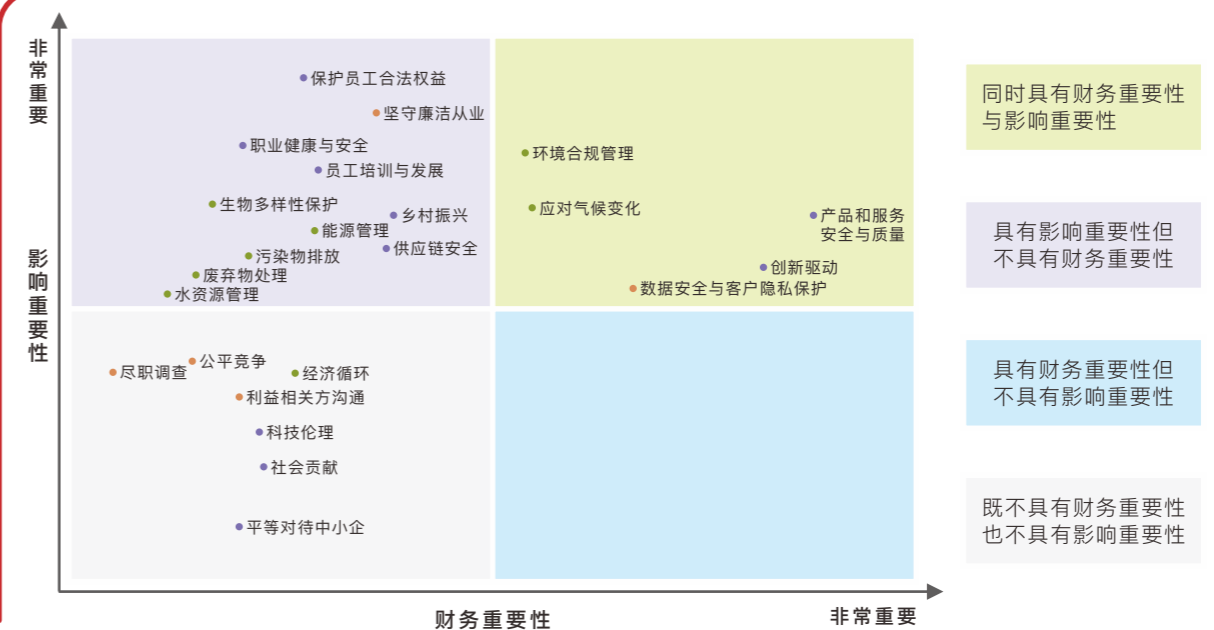 非常重要
影响重要性
保护员工合法权益
坚守廉洁从业
职业健康与安全
员工培训与发展
生物多样性保护
乡村振兴
能源管理
供应链安全
污染物排放
废弃物处理
水资源管理
环境合规管理
应对气候变化
产品和服务
安全与质量
创新驱动
数据安全与客户隐私保护
公平竞争
尽职调查
经济循环
利益相关方沟通
科技伦理
社会贡献
平等对待中小企
财务重要性
非常重要
同时具有财务重要性
与影响重要性
具有影响重要性但
不具有财务重要性
具有财务重要性但
不具有影响重要性
既不具有财务重要性
也不具有影响重要性